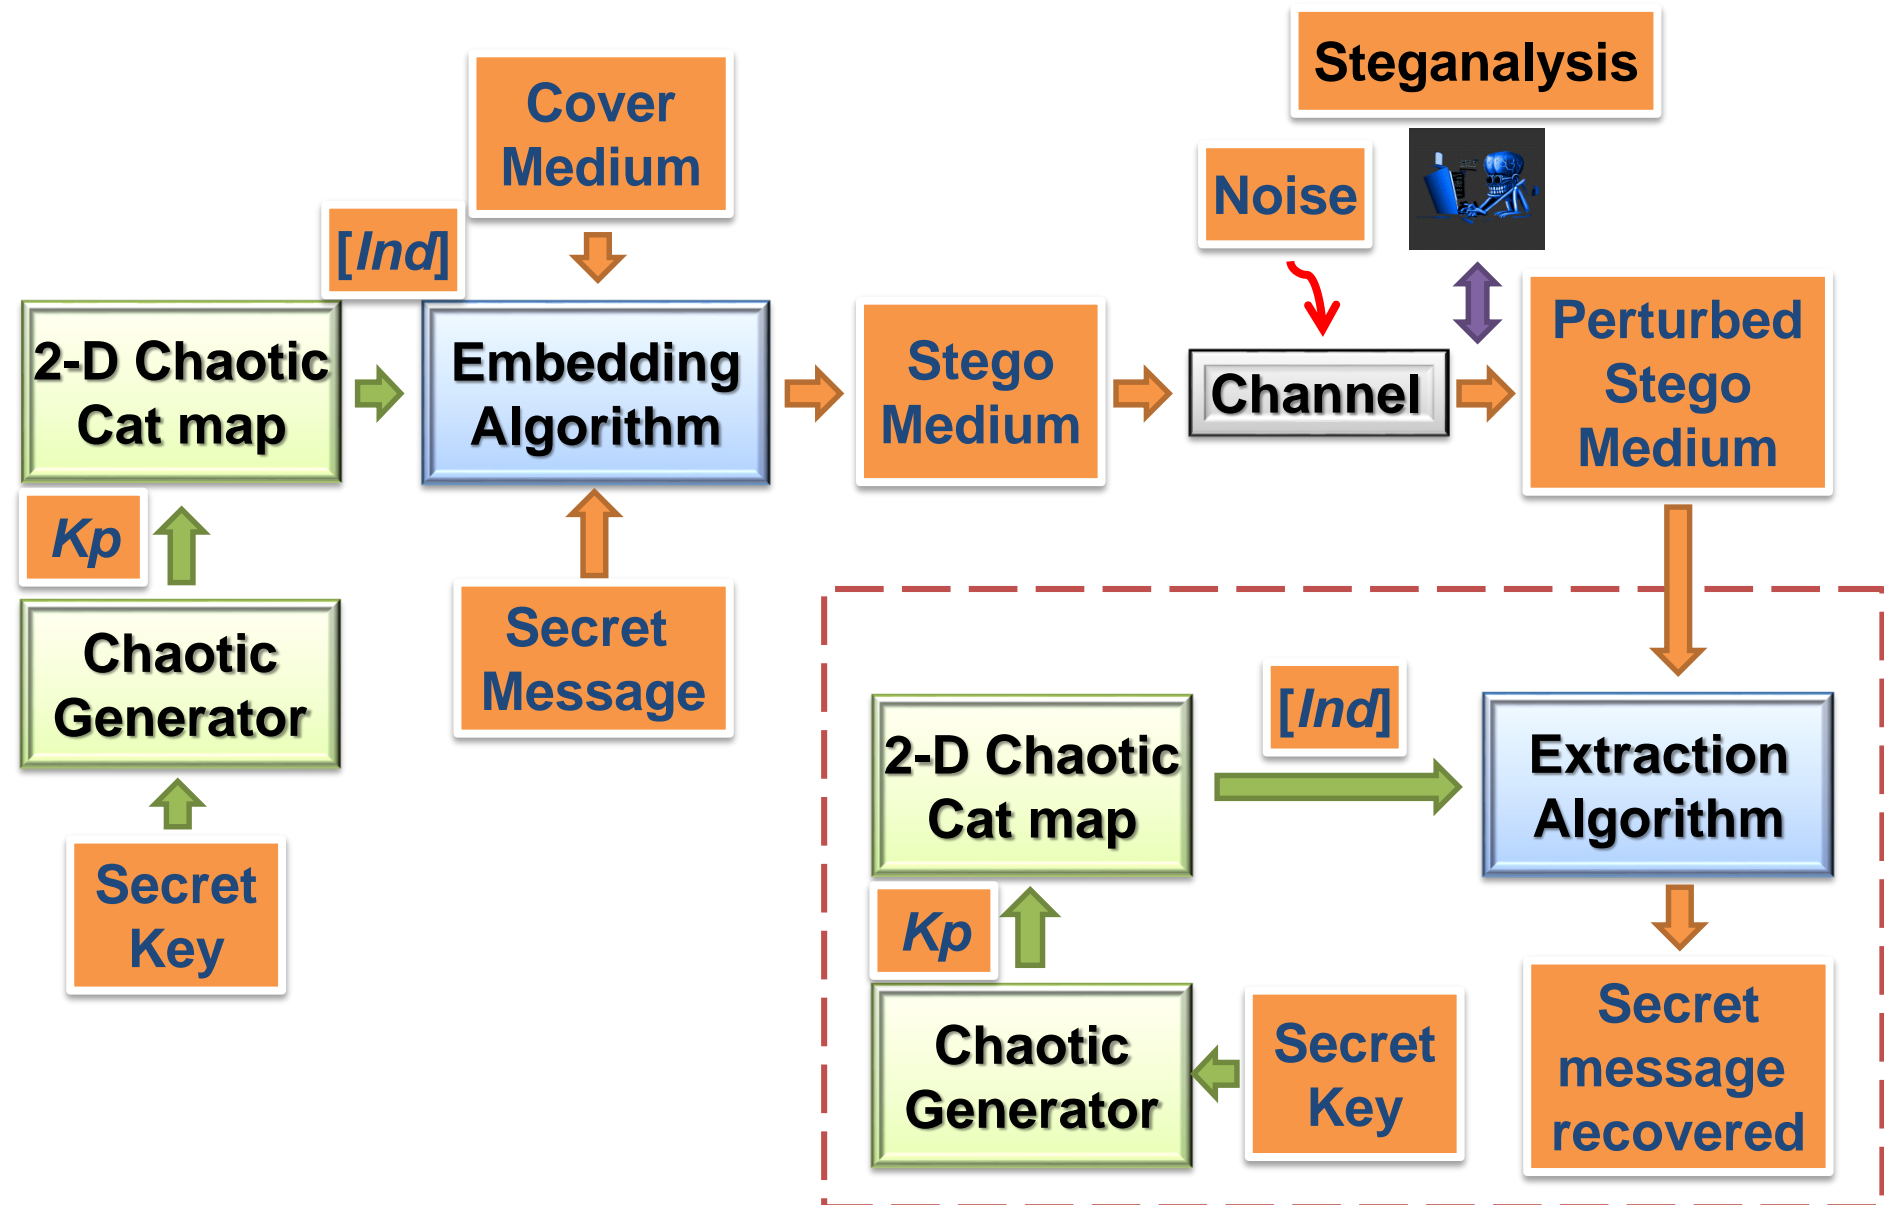 Steganalysis
Cover
Medium
Noise
[Ind]
2-D Chaotic
Cat map
Embedding
Algorithm
Stego
Medium
Channel
Perturbed
Stego
Medium
Kp
Chaotic
Generator
Secret
Message
Secret
Key
[Ind]
2-D Chaotic
Cat map
Extraction
Algorithm
Kp
Chaotic
Generator
Secret
Key
Secret
message
recovered